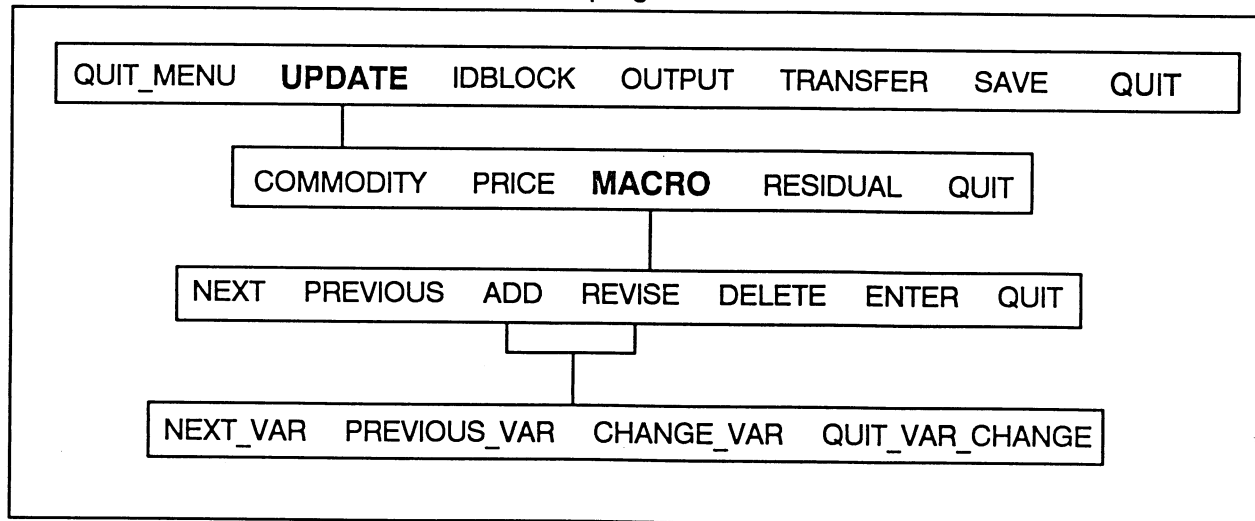 QUIT_MENU UPDATE IDBLOCK OUTPUT TRANSFER SAVE QUIT
COMMODITY PRICE MACRO RESIDUAL QUIT
NEXT PREVIOUS ADD REVISE DELETE ENTER QUIT
NEXT_VAR PREVIOUS_VAR CHANGE_VAR QUIT_VAR_CHANGE